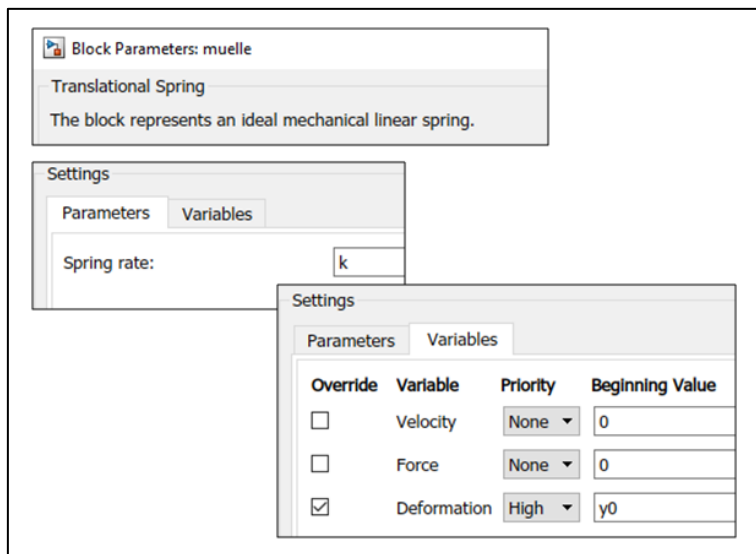 Block Parameters: muelle
Translational Spring
The block represents an ideal mechanical linear spring.
Settings
Parameters Variables
Spring rate: k
Settings
Parameters Variables
Override Variable Priority Beginning Value
Velocity None 0
Force None 0
Deformation High y0